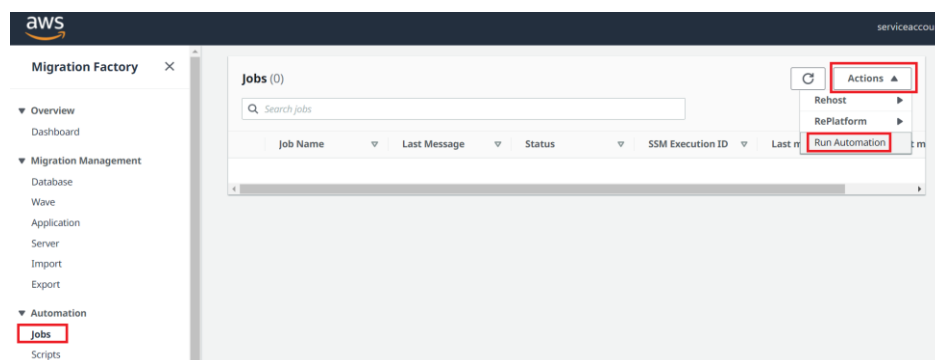 aws
serviceaccou
Migration Factory
Jobs (0)
Actions
Search jobs
Rehost
RePlatform
Run Automation
Overview
Dashboard
Job Name
Last Message
Status
SSM Execution ID
Last m
t m
Migration Management
Database
Wave
Application
Server
Import
Export
Automation
Jobs
Scripts